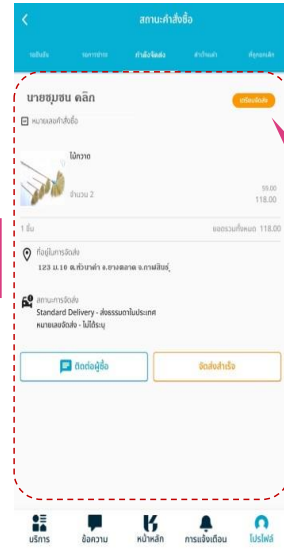 สถานะคำสั่งซื้อ
กำลังจัดส่ง
นายชุมชน คลิก
เตรียมจัดส่ง
หมายเลขคำสั่งซื้อ
ไม้กวาด
จำนวน 2
118.00
1 ชิ้น ยอดรวมทั้งหมด 118.00
ที่อยู่ในการจัดส่ง
123 ม.10 ต.หัวนาคำ อ.ยางตลาด จ.กาฬสินธุ์
สถานะการจัดส่ง
Standard Delivery - ส่งธรรมดาในประเทศ
หมายเลขจัดส่ง - ไม่ได้ระบุ
ติดต่อผู้ซื้อ จัดส่งสำเร็จ
บริการ ข้อความ หน้าหลัก การแจ้งเตือน โปรไฟล์